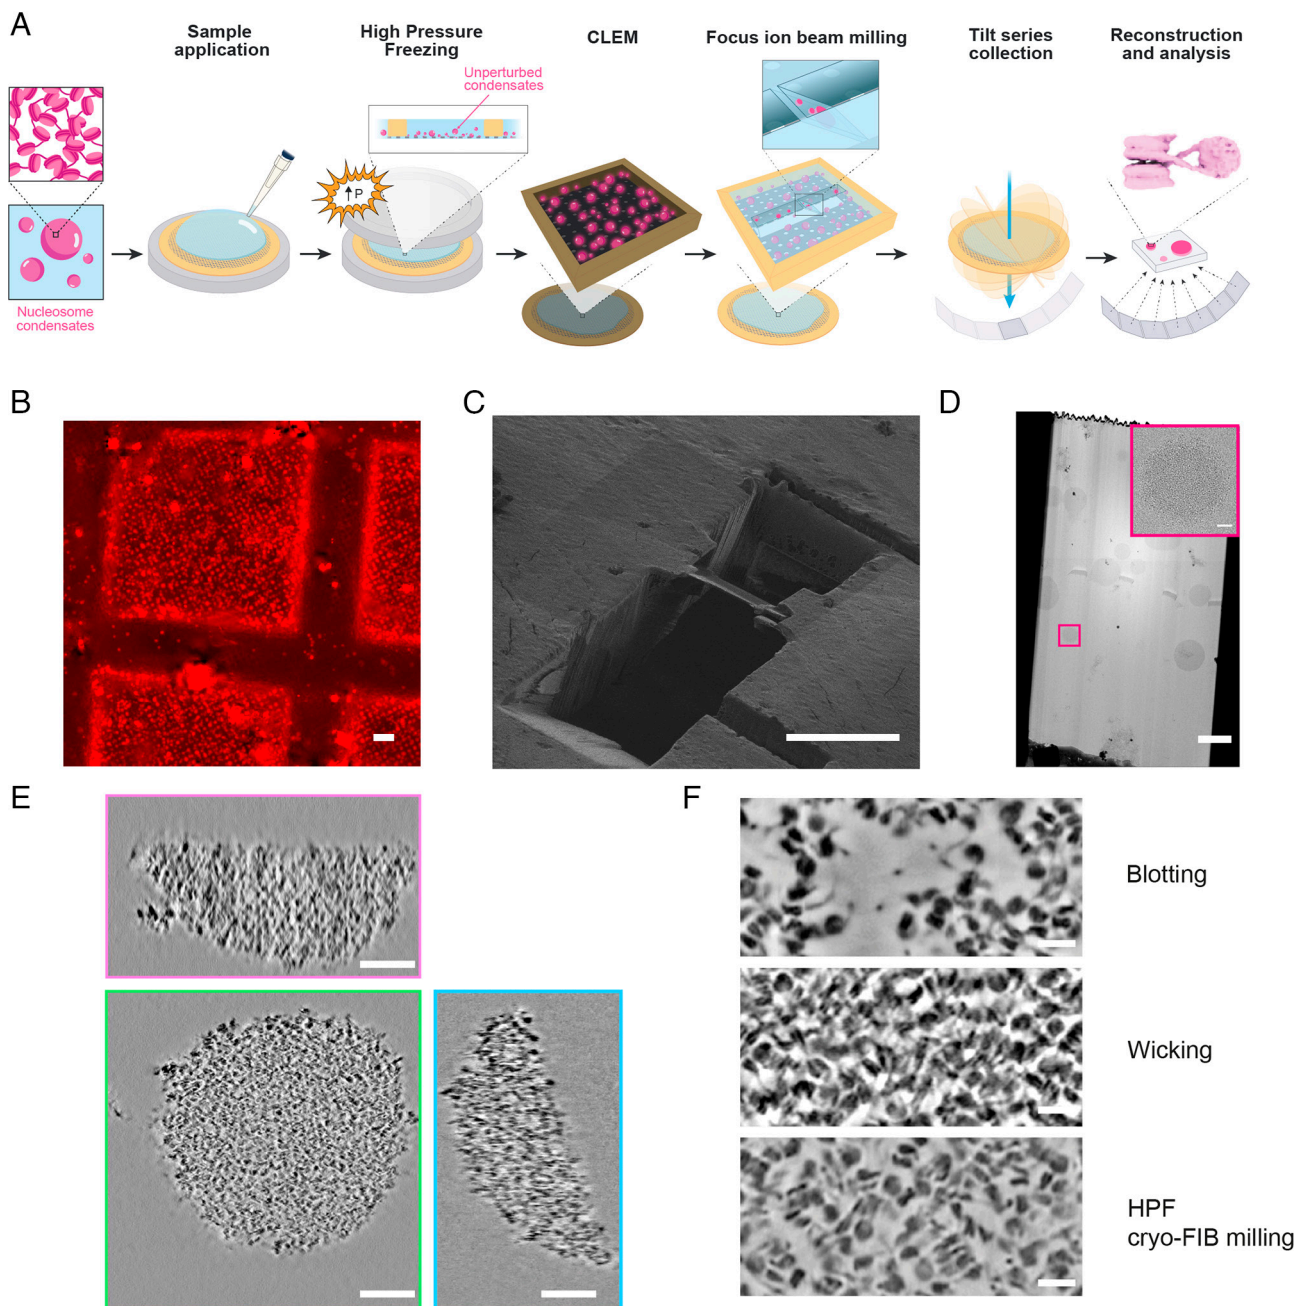 A
Sample
application
High Pressure
Freezing
CLEM
Focus ion beam milling
Tilt series
collection
Reconstruction
and analysis
Unperturbed
condensates
↑ P
Nucleosome
condensates
B
C
D
E
F
Blotting
Wicking
HPF
cryo-FIB milling